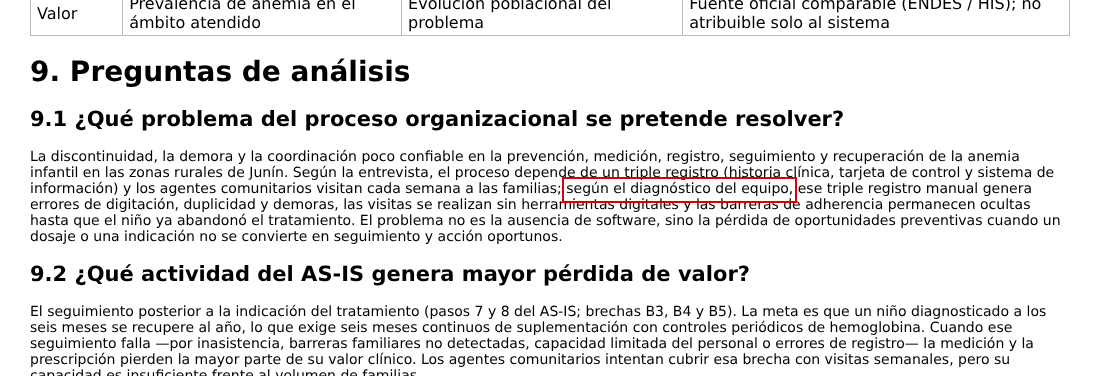 Valor
Prevalencia de anemia en el
ámbito atendido
Evolución poblacional del
problema
Fuente oficial comparable (ENDES / HIS); no
atribuible solo al sistema
9. Preguntas de análisis
9.1 ¿Qué problema del proceso organizacional se pretende resolver?
La discontinuidad, la demora y la coordinación poco confiable en la prevención, medición, registro, seguimiento y recuperación de la anemia
infantil en las zonas rurales de Junín. Según la entrevista, el proceso depende de un triple registro (historia clínica, tarjeta de control y sistema de
información) y los agentes comunitarios visitan cada semana a las familias; según el diagnóstico del equipo, ese triple registro manual genera
errores de digitación, duplicidad y demoras, las visitas se realizan sin herramientas digitales y las barreras de adherencia permanecen ocultas
hasta que el niño ya abandonó el tratamiento. El problema no es la ausencia de software, sino la pérdida de oportunidades preventivas cuando un
dosaje o una indicación no se convierte en seguimiento y acción oportunos.
9.2 ¿Qué actividad del AS-IS genera mayor pérdida de valor?
El seguimiento posterior a la indicación del tratamiento (pasos 7 y 8 del AS-IS; brechas B3, B4 y B5). La meta es que un niño diagnosticado a los
seis meses se recupere al año, lo que exige seis meses continuos de suplementación con controles periódicos de hemoglobina. Cuando ese
seguimiento falla —por inasistencia, barreras familiares no detectadas, capacidad limitada del personal o errores de registro— la medición y la
prescripción pierden la mayor parte de su valor clínico. Los agentes comunitarios intentan cubrir esa brecha con visitas semanales, pero su
capacidad es insuficiente frente al volumen de familias.